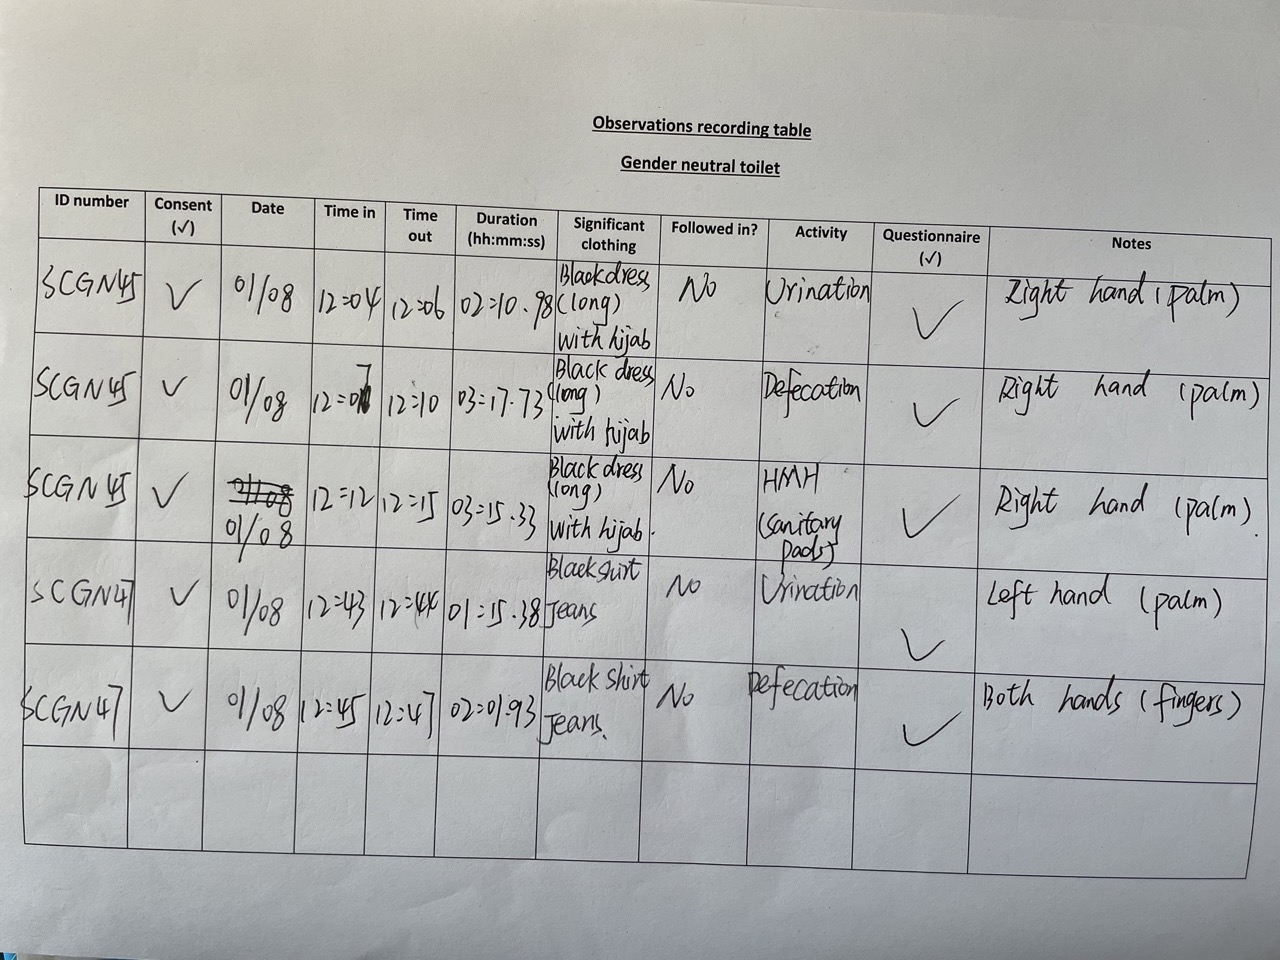 Observations recording table
Gender neutral toilet
ID number Consent (√) Date Time in Time out Duration (hh:mm:ss) Significant clothing Followed in? Activity Questionnaire (√) Notes
SCGN45 ✓ 01/08 12:04 12:06 02:10.98 Black dress (long) with hijab No Urination ✓ Right hand (palm)
SCGN45 ✓ 01/08 12:07 12:10 03:17.73 Black dress (long) with hijab No Defecation ✓ Right hand (palm)
SCGN45 ✓ 01/08 12:12 12:15 03:15.33 Black dress (long) with hijab. No HMH (sanitary pads) ✓ Right hand (palm).
SCGN47 ✓ 01/08 12:43 12:44 01:15.38 Black shirt Jeans No Urination ✓ Left hand (palm)
SCGN47 ✓ 01/08 12:45 12:47 02:01.93 Black shirt Jeans. No Defecation ✓ Both hands (fingers)